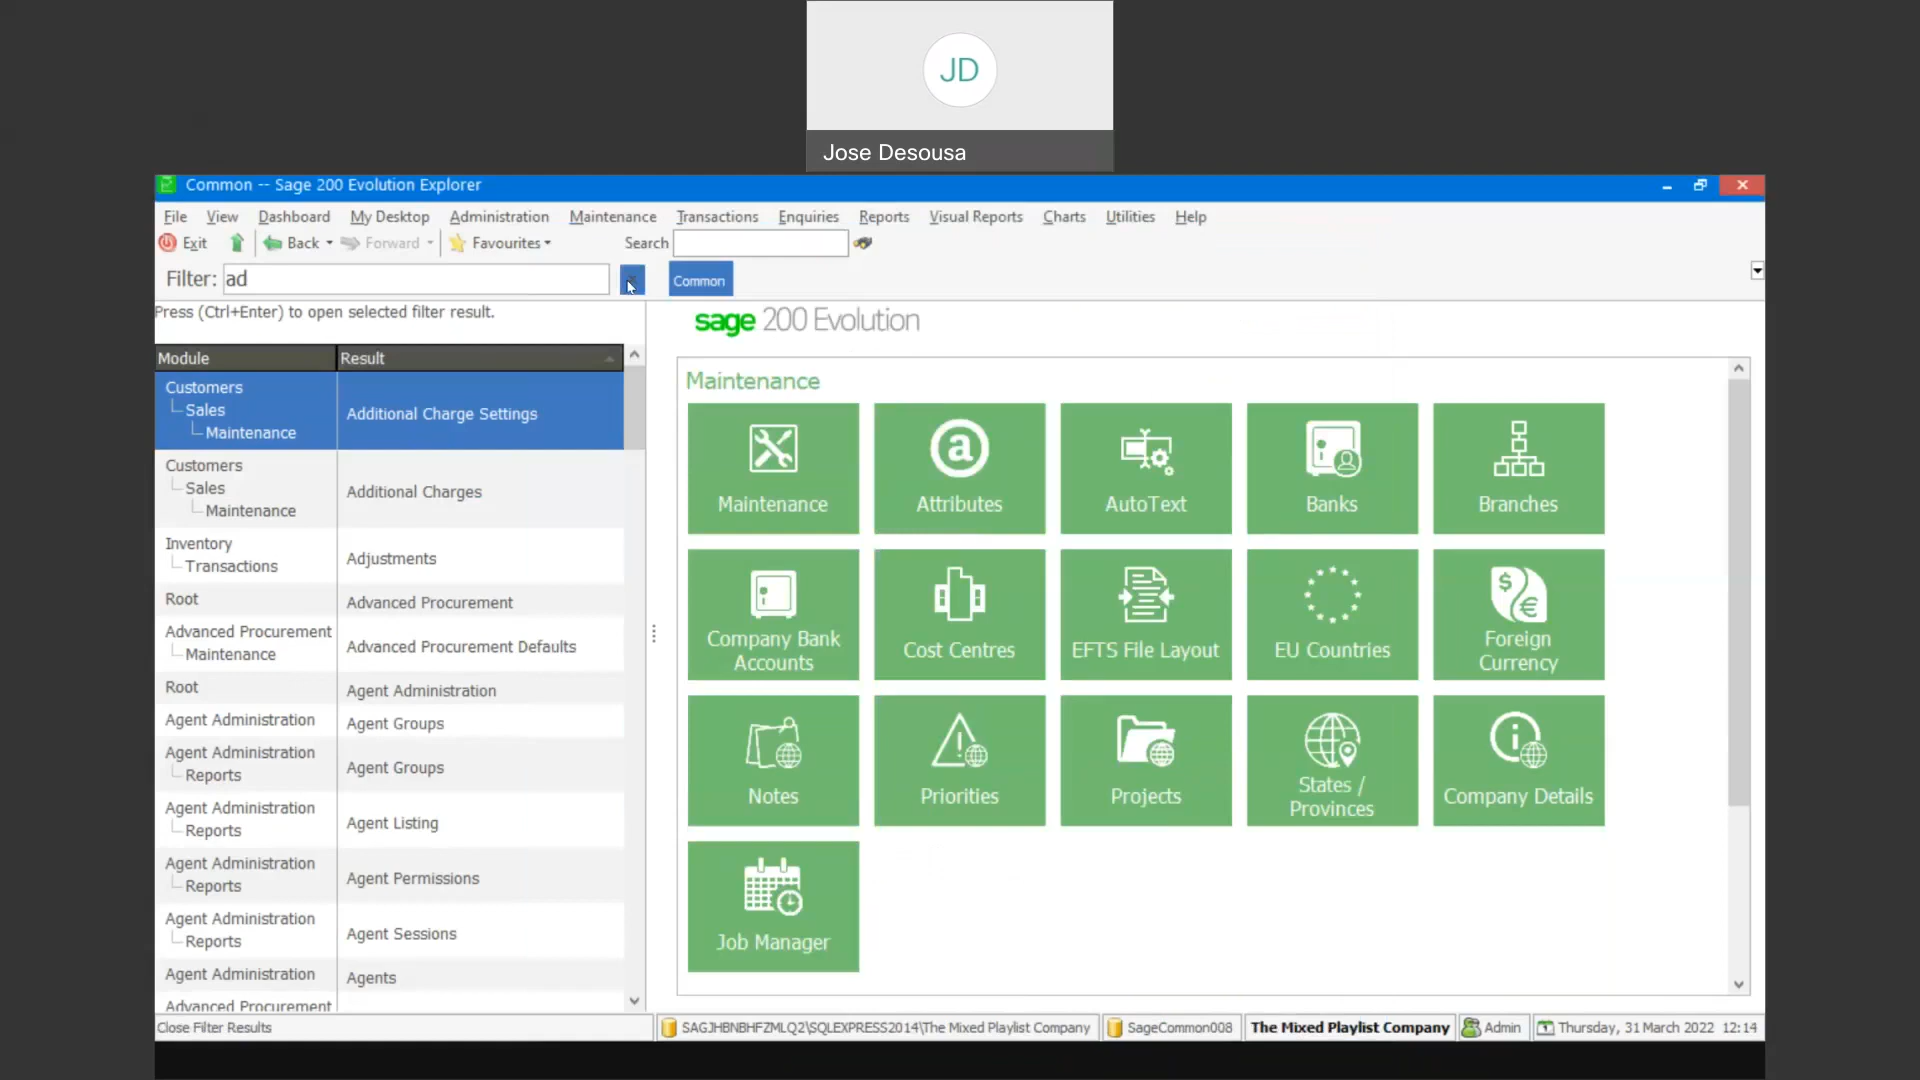 JD
Jose Desousa
Common -- Sage 200 Evolution Explorer
File View Dashboard My Desktop Administration Maintenance Transactions Enquiries Reports Visual Reports Charts Utilities Help
Exit Back Forward Favourites Search
Filter: ad
Common
Press (Ctrl+Enter) to open selected filter result.
sage 200 Evolution
Module Result
Customers
Sales
Maintenance
Additional Charge Settings
Customers
Sales
Maintenance
Additional Charges
Inventory
Transactions
Adjustments
Root
Advanced Procurement
Advanced Procurement
Maintenance
Advanced Procurement Defaults
Root
Agent Administration
Agent Administration
Agent Groups
Agent Administration
Reports
Agent Groups
Agent Administration
Reports
Agent Listing
Agent Administration
Reports
Agent Permissions
Agent Administration
Reports
Agent Sessions
Agent Administration
Agents
Advanced Procurement
Maintenance
Maintenance
Attributes
AutoText
Banks
Branches
Company Bank
Accounts
Cost Centres
EFTS File Layout
EU Countries
Foreign
Currency
Notes
Priorities
Projects
States /
Provinces
Company Details
Job Manager
Close Filter Results
SAGJHBNBHFZMLQ2\SQLEXPRESS2014\The Mixed Playlist Company
SageCommon008
The Mixed Playlist Company
Admin
Thursday, 31 March 2022 12:14